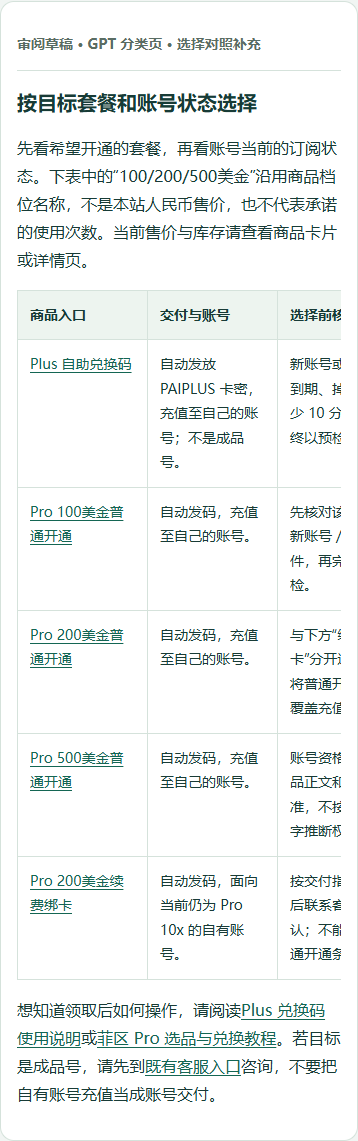 审阅草稿 • GPT 分类页 • 选择对照补充
按目标套餐和账号状态选择
先看希望开通的套餐，再看账号当前的订阅状
态。下表中的“100/200/500美金”沿用商品档
位名称，不是本站人民币售价，也不代表承诺
的使用次数。当前售价与库存请查看商品卡片
或详情页。
商品入口 交付与账号 选择前核
Plus 自助兑换码 自动发放 新账号或
PAIPLUS 卡密， 到期、掉
充值至自己的账 少 10 分
号；不是成品 终以预检
号。
Pro 100美金普 自动发码，充值 先核对该
通开通 至自己的账号。 新账号 /
件，再完
检。
Pro 200美金普 自动发码，充值 与下方“续
通开通 至自己的账号。 卡”分开选
将普通开
覆盖充值
Pro 500美金普 自动发码，充值 账号资格
通开通 至自己的账号。 品正文和
准，不按
字推断权
Pro 200美金续 自动发码，面向 按交付指
费绑卡 当前仍为 Pro 后联系客
10x 的自有账 认；不能
号。 通开通条
想知道领取后如何操作，请阅读Plus 兑换码
使用说明或菲区 Pro 选品与兑换教程。若目标
是成品号，请先到既有客服入口咨询，不要把
自有账号充值当成账号交付。